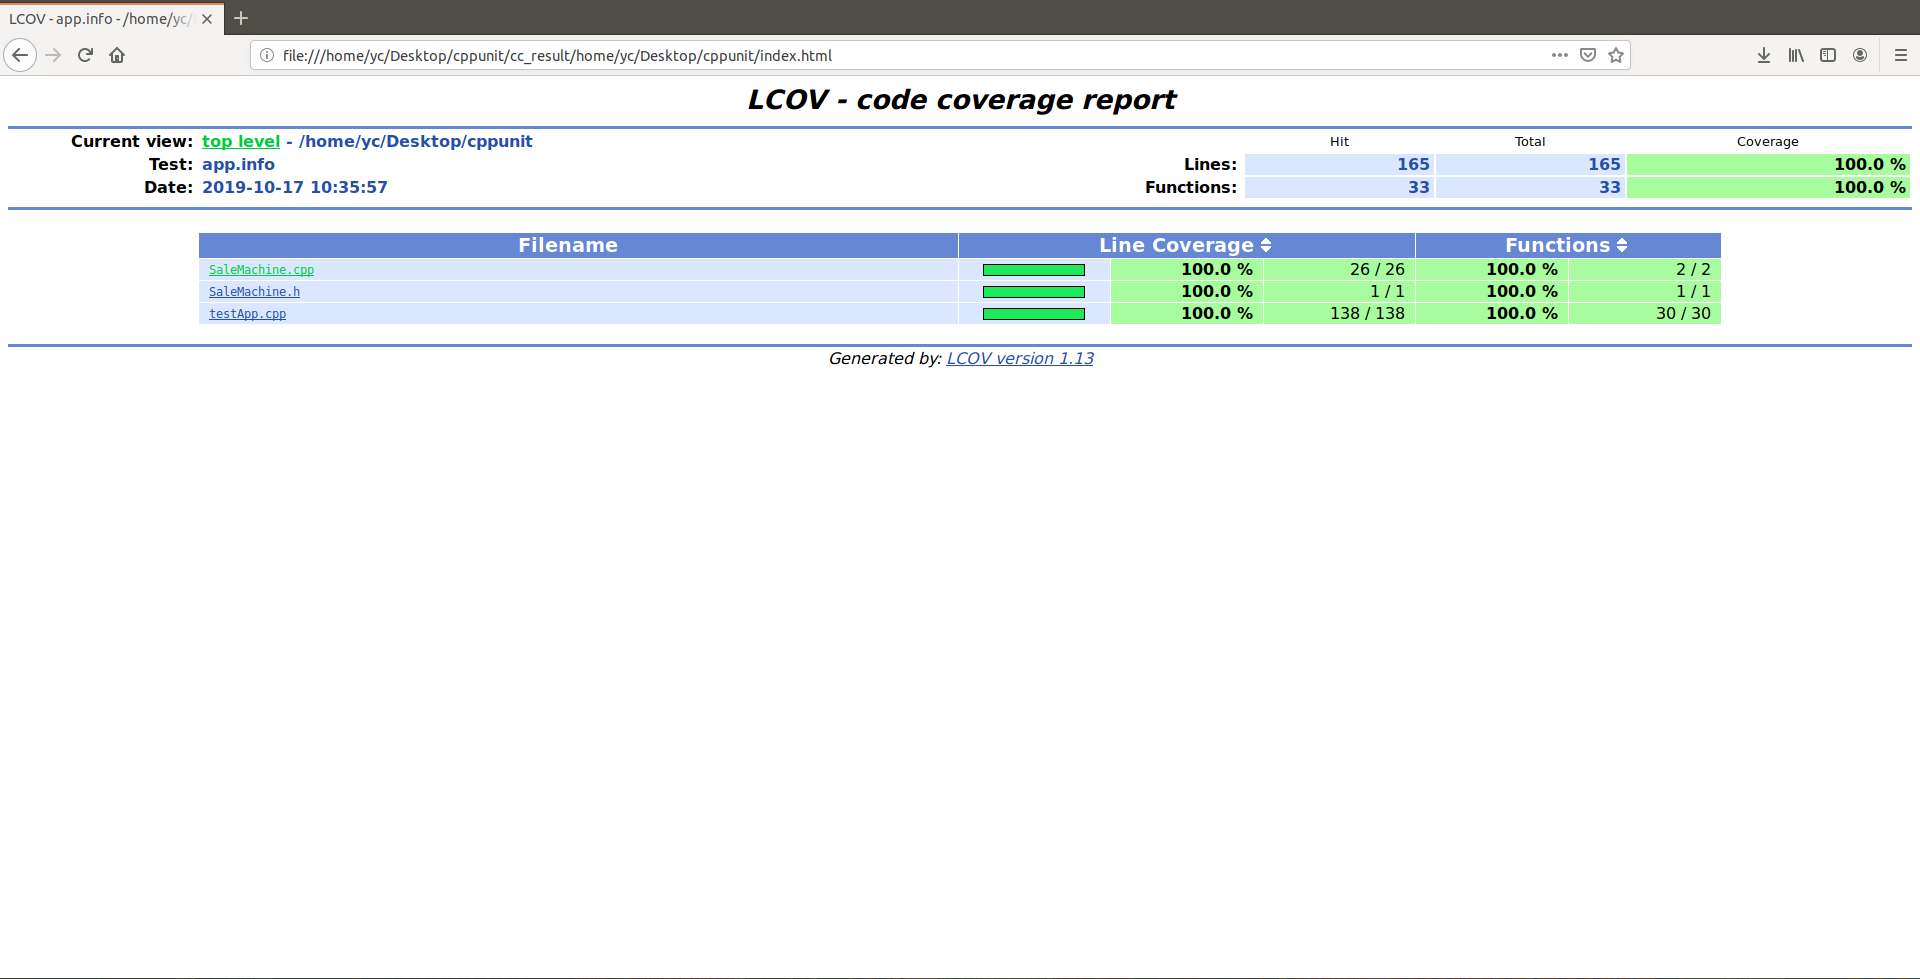 LCOV - app.info - /home/yc/
file:///home/yc/Desktop/cppunit/cc_result/home/yc/Desktop/cppunit/index.html
LCOV - code coverage report
Current view: top level - /home/yc/Desktop/cppunit Hit Total Coverage
Test: app.info Lines: 165 165 100.0 %
Date: 2019-10-17 10:35:57 Functions: 33 33 100.0 %
Filename Line Coverage Functions
SaleMachine.cpp 100.0 % 26 / 26 100.0 % 2 / 2
SaleMachine.h 100.0 % 1 / 1 100.0 % 1 / 1
testApp.cpp 100.0 % 138 / 138 100.0 % 30 / 30
Generated by: LCOV version 1.13